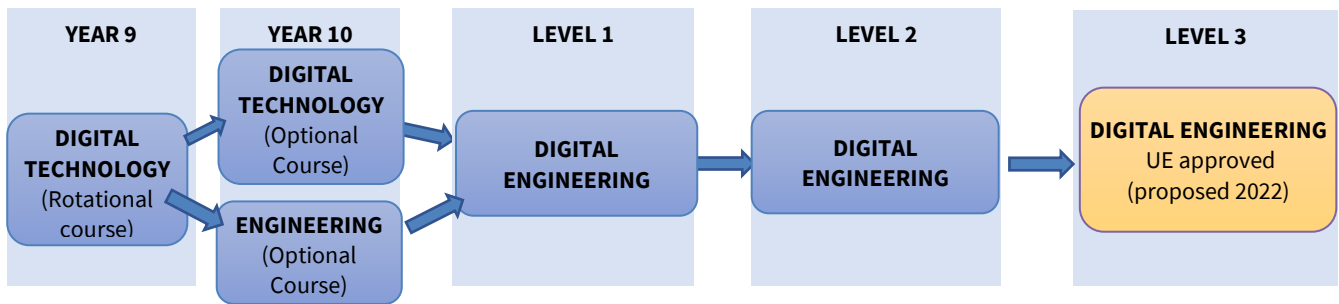 YEAR 9
YEAR 10
LEVEL 1
LEVEL 2
LEVEL 3
DIGITAL
TECHNOLOGY
(Rotational
course)
DIGITAL
TECHNOLOGY
(Optional
Course)
ENGINEERING
(Optional
Course)
DIGITAL
ENGINEERING
DIGITAL
ENGINEERING
DIGITAL ENGINEERING
UE approved
(proposed 2022)